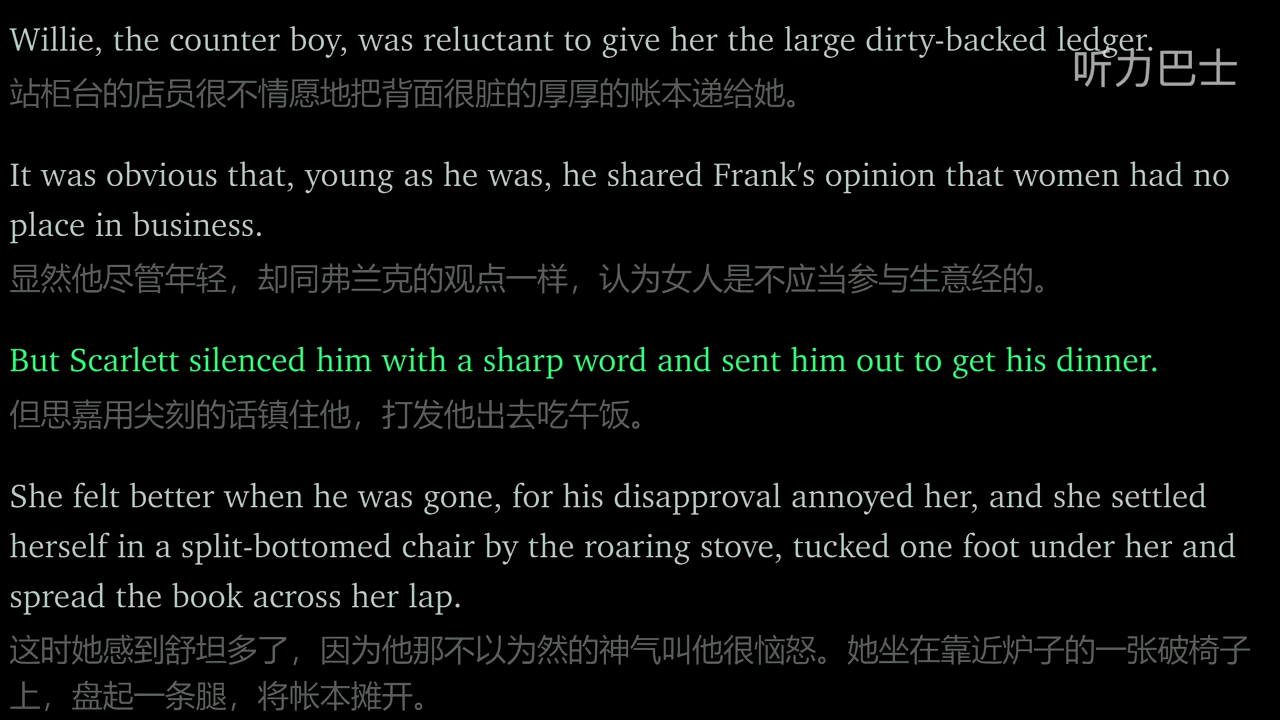 Willie, the counter boy, was reluctant to give her the large dirty-backed ledger.
听力巴士
站柜台的店员很不情愿地把背面很脏的厚厚的帐本递给她。
It was obvious that, young as he was, he shared Frank's opinion that women had no
place in business.
显然他尽管年轻，却同弗兰克的观点一样，认为女人是不应当参与生意经的。
But Scarlett silenced him with a sharp word and sent him out to get his dinner.
但思嘉用尖刻的话镇住他，打发他出去吃午饭。
She felt better when he was gone, for his disapproval annoyed her, and she settled
herself in a split-bottomed chair by the roaring stove, tucked one foot under her and
spread the book across her lap.
这时她感到舒坦多了，因为他那不以为然的神气叫他很恼怒。她坐在靠近炉子的一张破椅子
上，盘起一条腿，将帐本摊开。